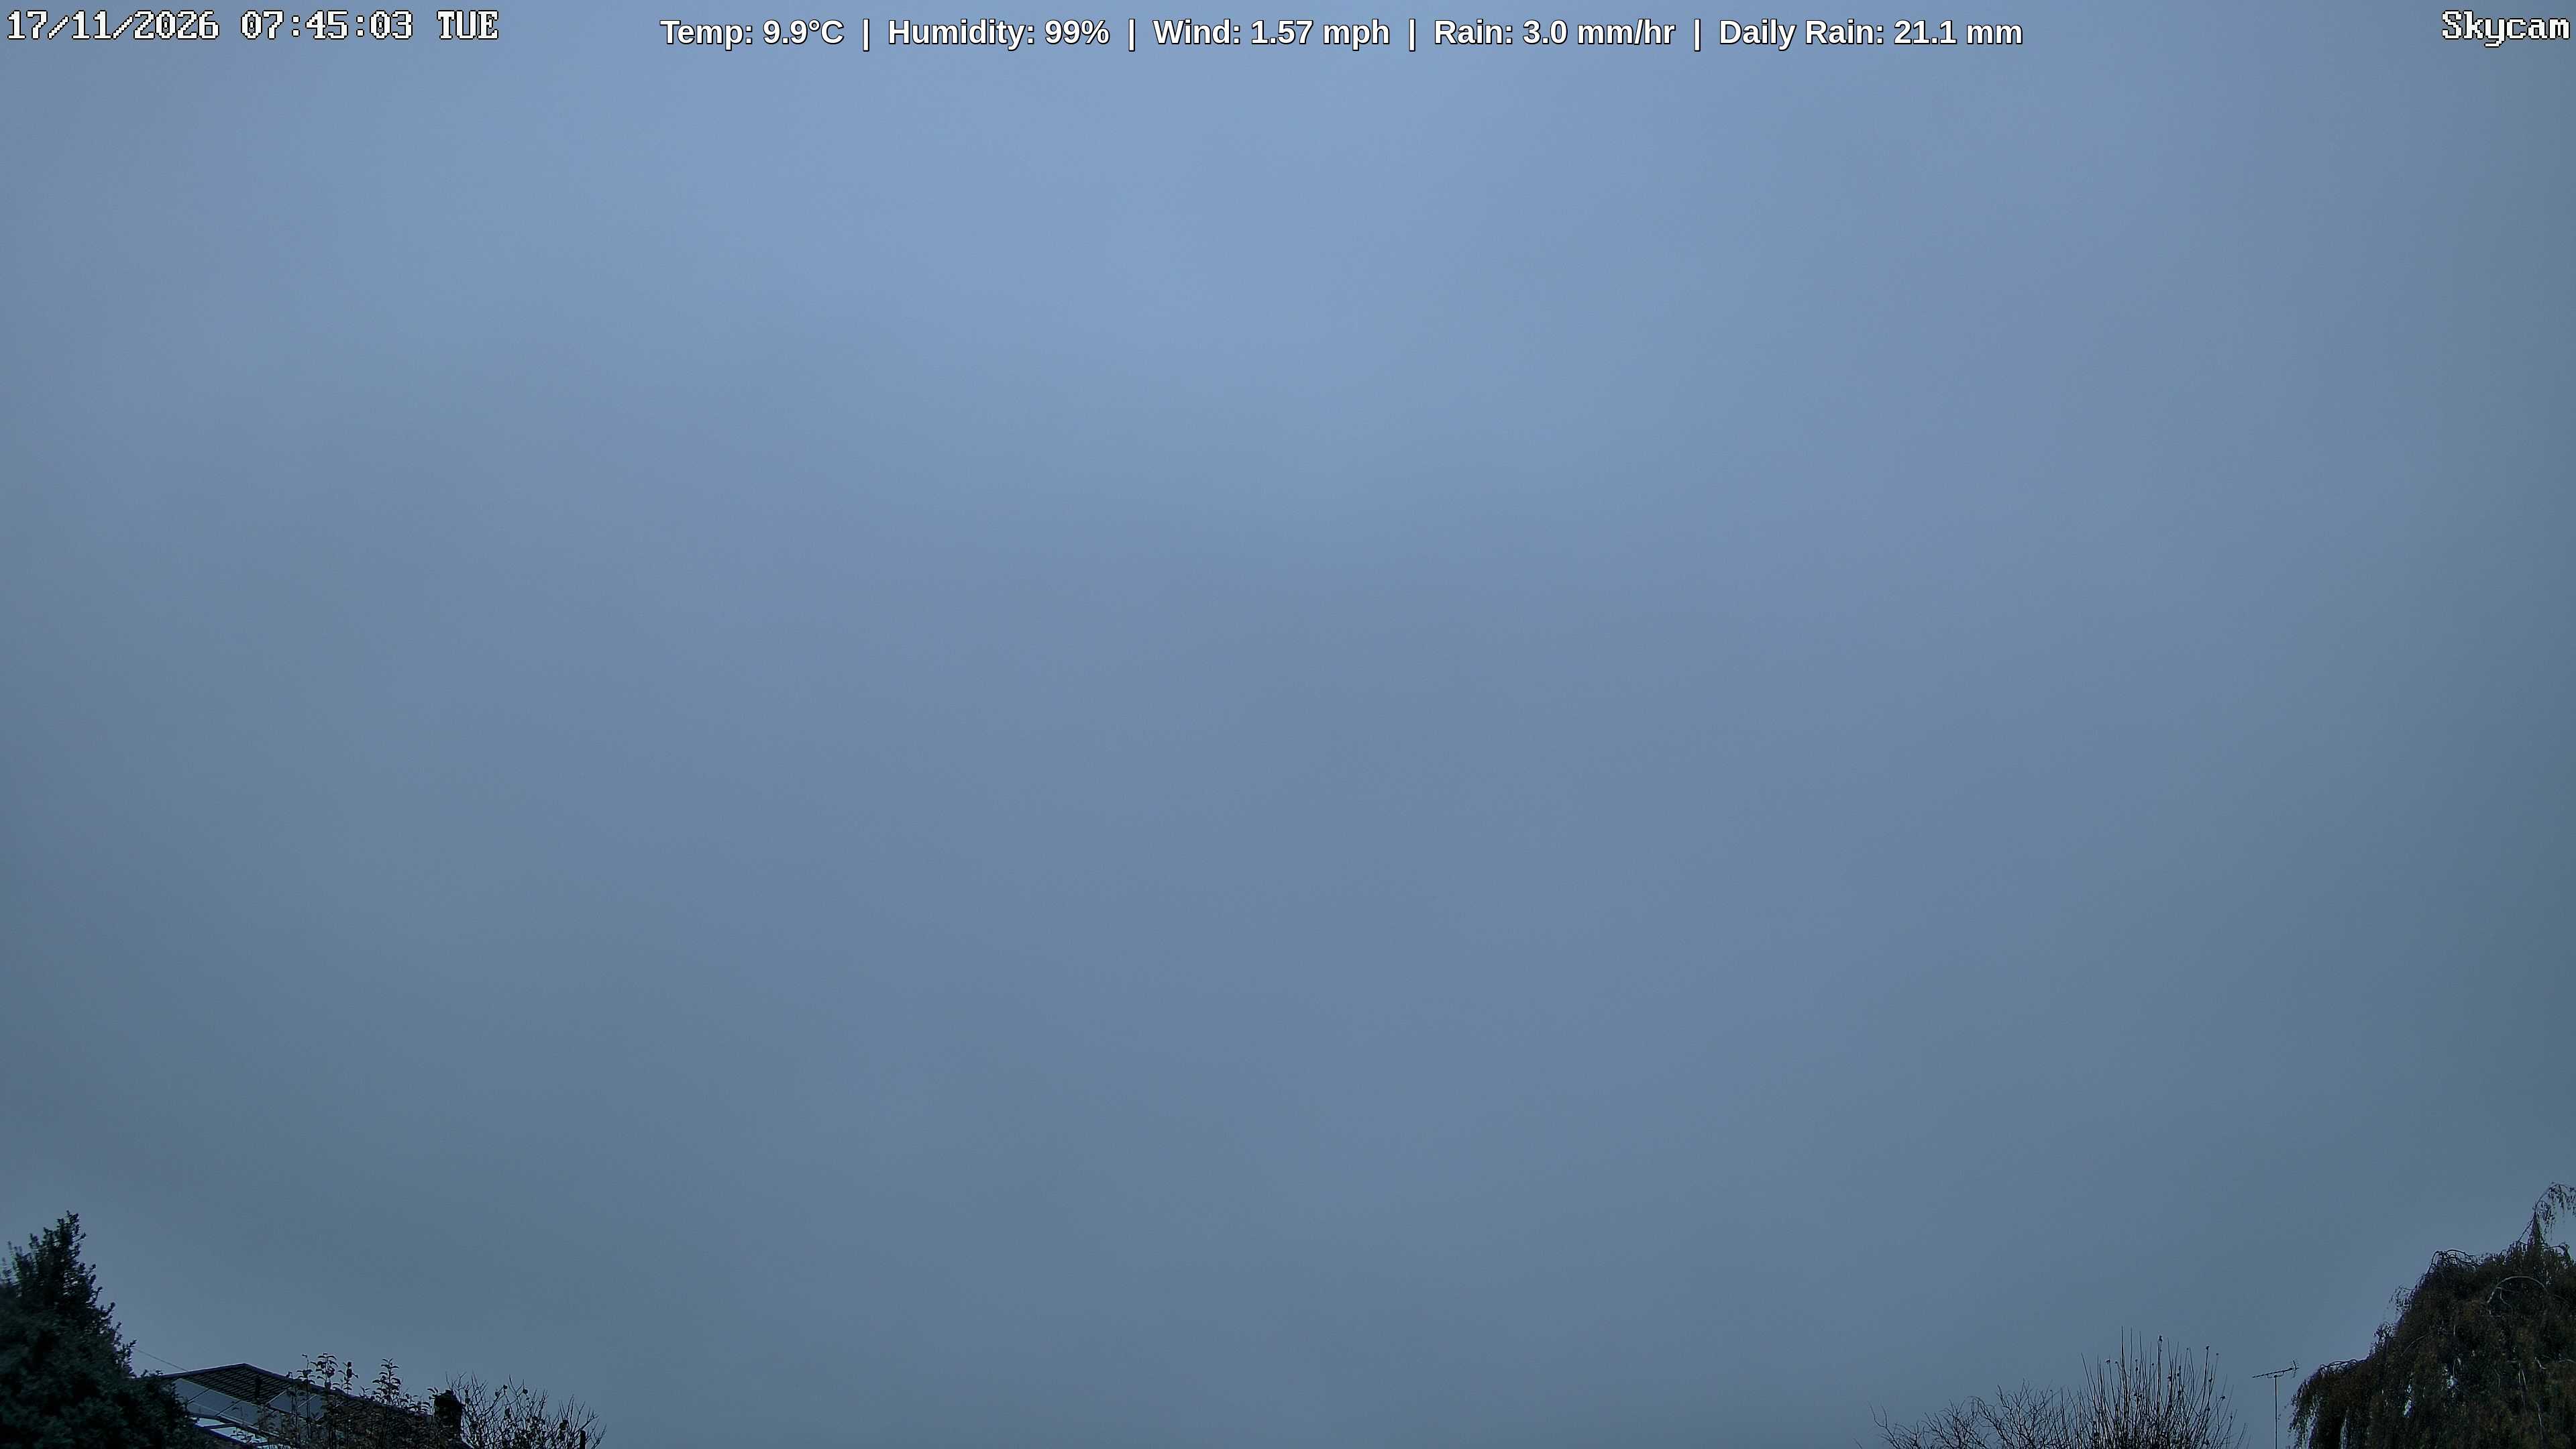 17/11/2026 07:45:03 TUE
Temp: 9.9°C | Humidity: 99% | Wind: 1.57 mph | Rain: 3.0 mm/hr | Daily Rain: 21.1 mm
Skycam